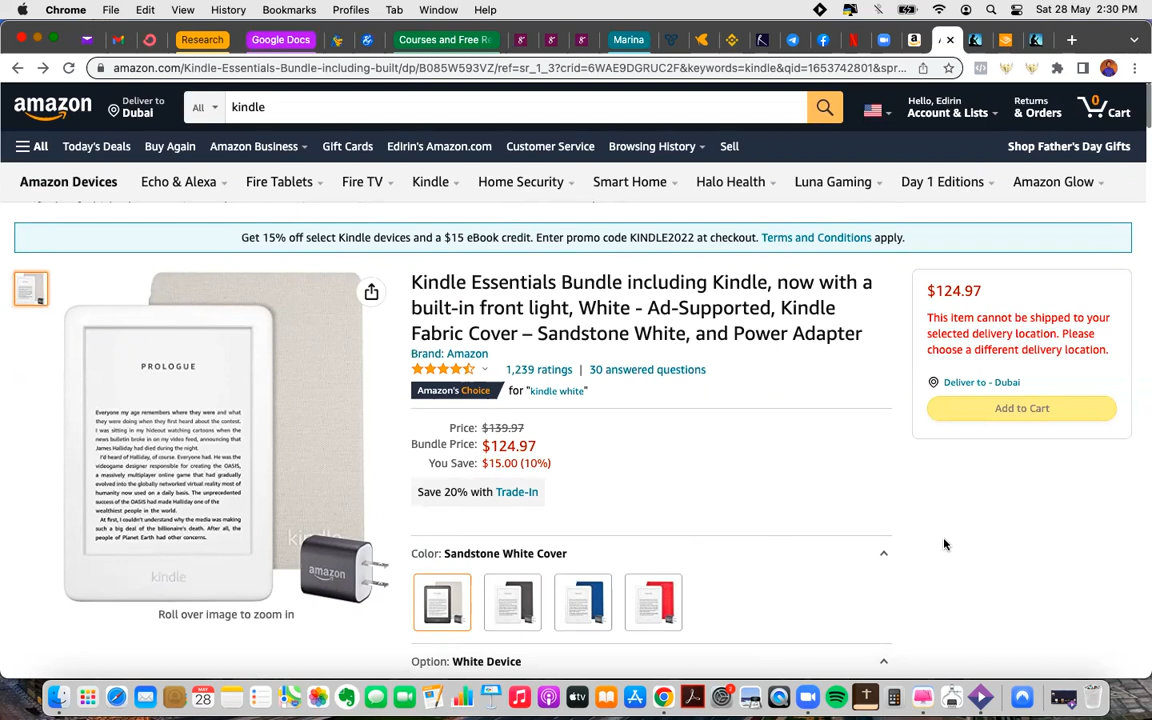 Chrome File Edit View History Bookmarks Profiles Tab Window Help Sat 28 May 2:30 PM
Research Google Docs Courses and Free Re Marina
amazon.com/Kindle-Essentials-Bundle-including-built/dp/B085W593VZ/ref=sr_1_3?crid=6WAE9DGRUC2F&keywords=kindle&qid=1653742801&spr...
amazon
Deliver to
Dubai
All kindle
Hello, Edirin
Account & Lists
Returns
& Orders
0
Cart
All Today's Deals Buy Again Amazon Business Gift Cards Edirin's Amazon.com Customer Service Browsing History Sell Shop Father's Day Gifts
Amazon Devices Echo & Alexa Fire Tablets Fire TV Kindle Home Security Smart Home Halo Health Luna Gaming Day 1 Editions Amazon Glow
Get 15% off select Kindle devices and a $15 eBook credit. Enter promo code KINDLE2022 at checkout. Terms and Conditions apply.
PROLOGUE
Everyone my age remembers where they were and what
they were doing when they first heard about the contest.
I was sitting in my hideout watching cartoons when the
news bulletin broke in on my video feed, announcing that
James Halliday had died during the night.
I'd heard of Halliday, of course. Everyone had. He was the
videogame designer responsible for creating the OASIS,
a massively multiplayer online game that had gradually
evolved into the globally networked virtual reality most of
humanity now used on a daily basis. The unprecedented
success of the OASIS had made Halliday one of the
wealthiest people in the world.
At first, I couldn't understand why the media was making
such a big deal of the billionaire's death. After all, the
people of Planet Earth had other concerns.
kindle
kindle
amazon
Roll over image to zoom in
Kindle Essentials Bundle including Kindle, now with a
built-in front light, White - Ad-Supported, Kindle
Fabric Cover – Sandstone White, and Power Adapter
Brand: Amazon
1,239 ratings | 30 answered questions
Amazon's Choice for "kindle white"
Price: $139.97
Bundle Price: $124.97
You Save: $15.00 (10%)
Save 20% with Trade-In
Color: Sandstone White Cover
Option: White Device
$124.97
This item cannot be shipped to your
selected delivery location. Please
choose a different delivery location.
Deliver to - Dubai
Add to Cart